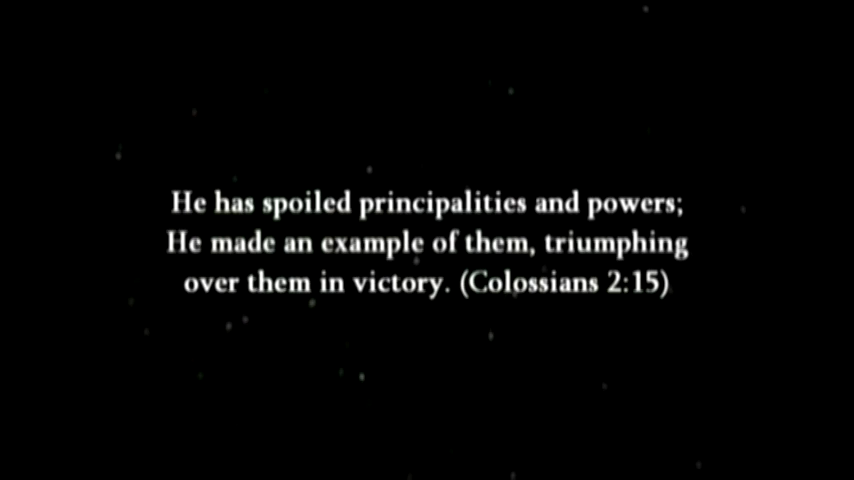 He has spoiled principalities and powers;
He made an example of them, triumphing
over them in victory. (Colossians 2:15)